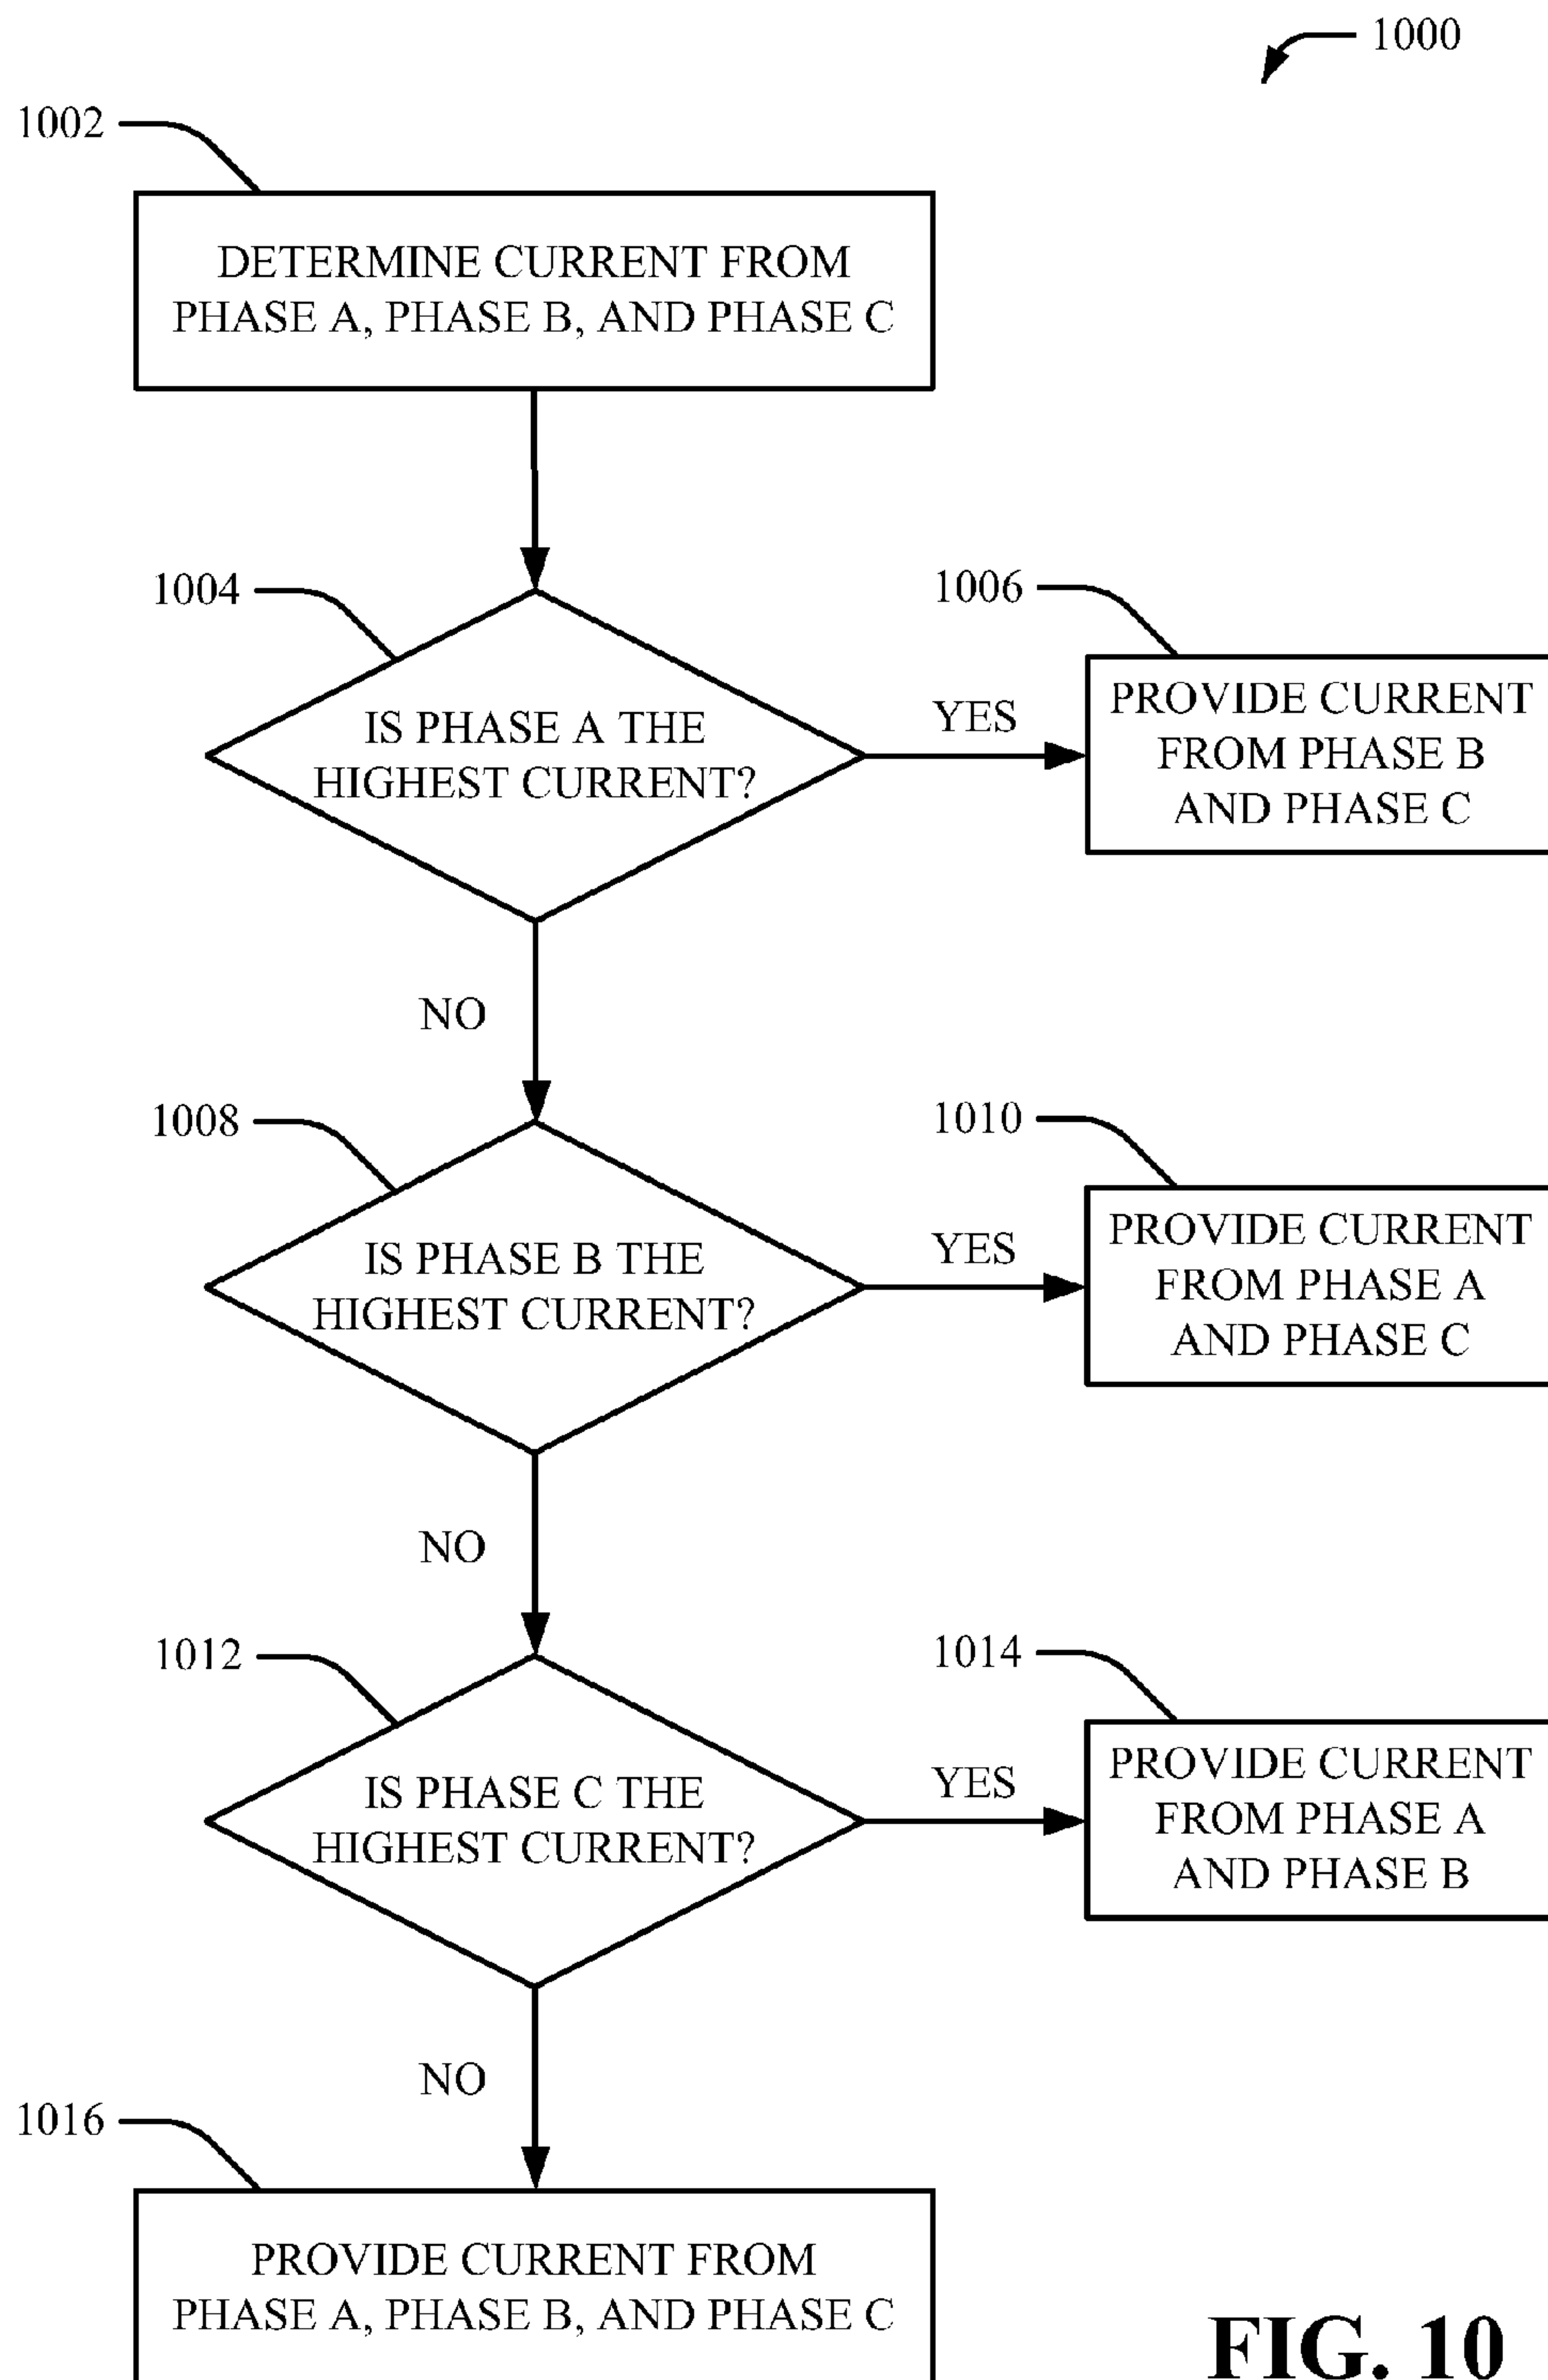 1000
1002
DETERMINE CURRENT FROM
PHASE A, PHASE B, AND PHASE C
1004
IS PHASE A THE
HIGHEST CURRENT?
YES
1006
PROVIDE CURRENT
FROM PHASE B
AND PHASE C
NO
1008
IS PHASE B THE
HIGHEST CURRENT?
YES
1010
PROVIDE CURRENT
FROM PHASE A
AND PHASE C
NO
1012
IS PHASE C THE
HIGHEST CURRENT?
YES
1014
PROVIDE CURRENT
FROM PHASE A
AND PHASE B
NO
1016
PROVIDE CURRENT FROM
PHASE A, PHASE B, AND PHASE C
FIG. 10